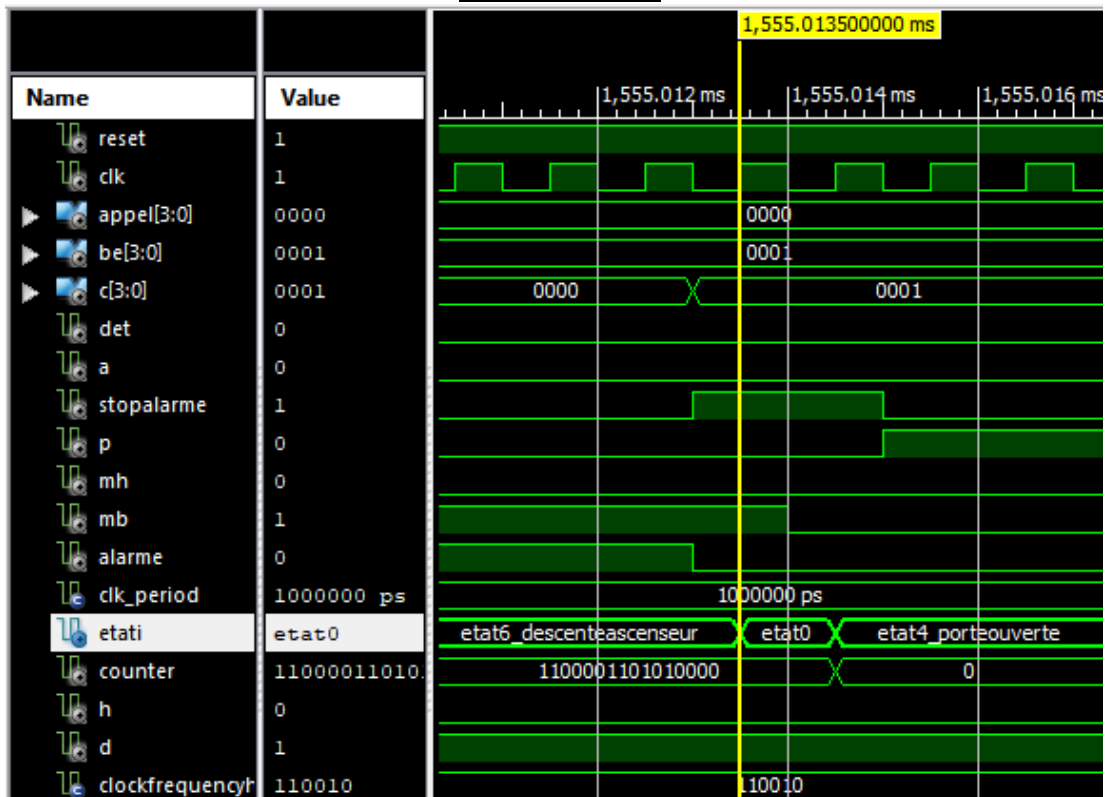 1,555.013500000 ms
Name Value
1,555.012 ms 1,555.014 ms 1,555.016 ms
reset 1
clk 1
appel[3:0] 0000 0000
be[3:0] 0001 0001
c[3:0] 0001 0000 0001
det 0
a 0
stopalarme 1
p 0
mh 0
mb 1
alarme 0
clk_period 1000000 ps 1000000 ps
etati etat0 etat6_descenteascenseur etat0 etat4_porteouverte
counter 11000011010. 1100001101010000 0
h 0
d 1
clockfrequencyh 110010 110010